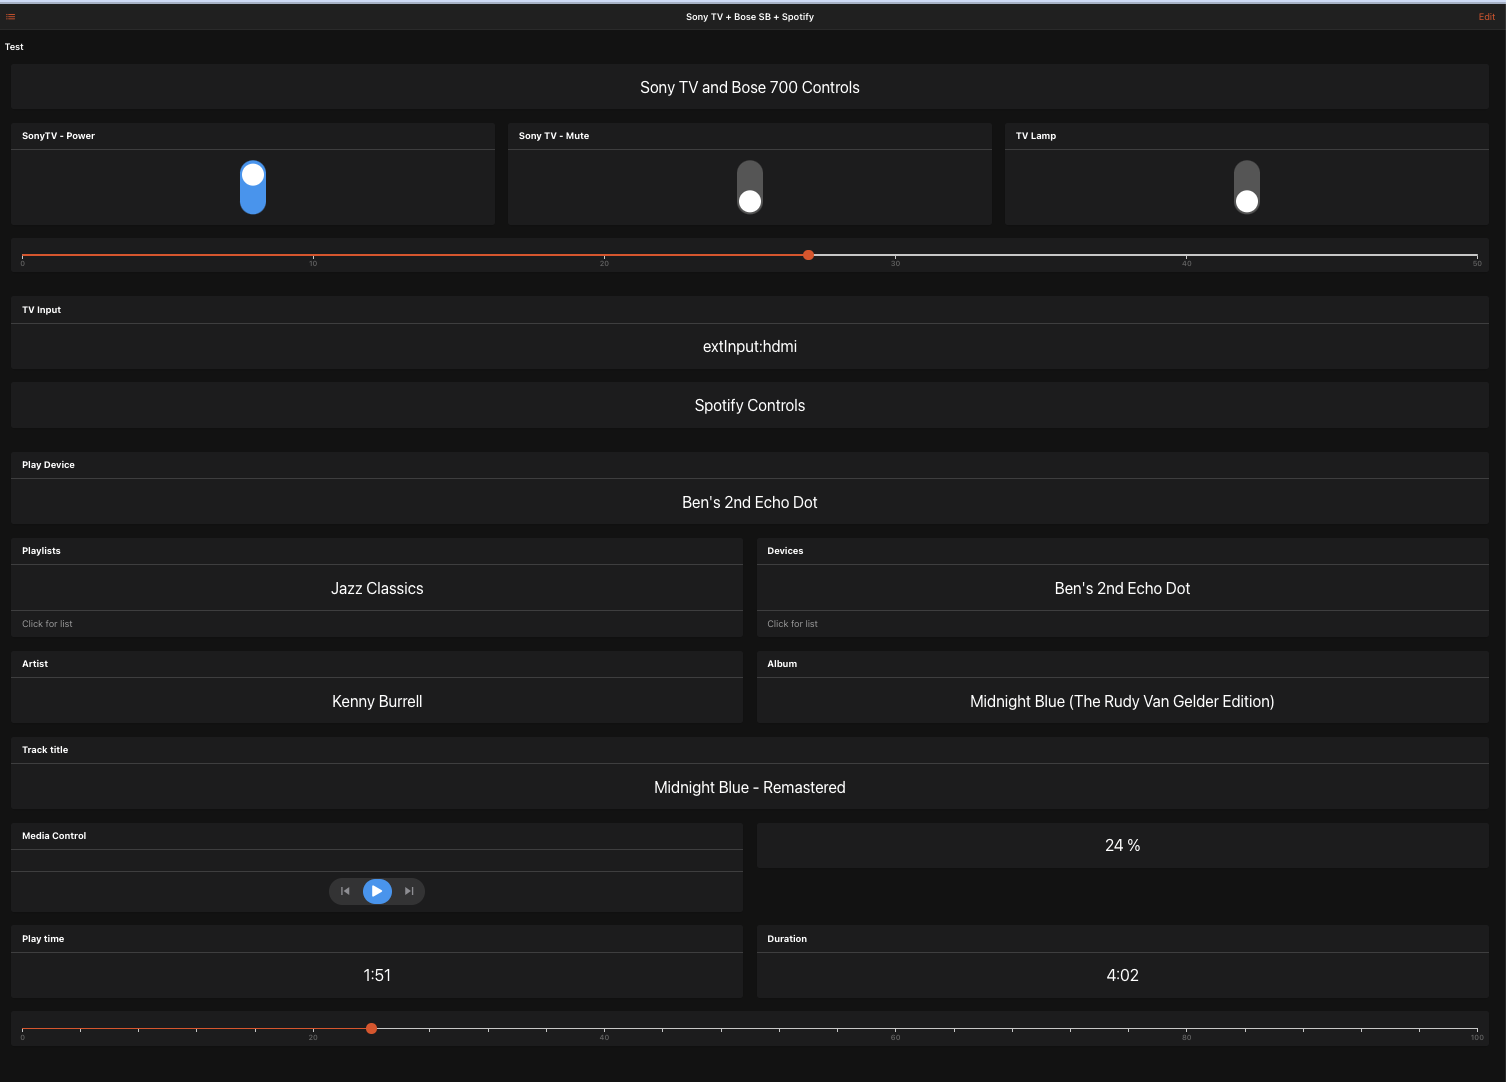 Sony TV + Bose SB + Spotify
Edit
Test
Sony TV and Bose 700 Controls
SonyTV - Power
Sony TV - Mute
TV Lamp
0 10 20 30 40 50
TV Input
extInput:hdmi
Spotify Controls
Play Device
Ben's 2nd Echo Dot
Playlists
Jazz Classics
Click for list
Devices
Ben's 2nd Echo Dot
Click for list
Artist
Kenny Burrell
Album
Midnight Blue (The Rudy Van Gelder Edition)
Track title
Midnight Blue - Remastered
Media Control
24 %
Play time
1:51
Duration
4:02
0 20 40 60 80 100